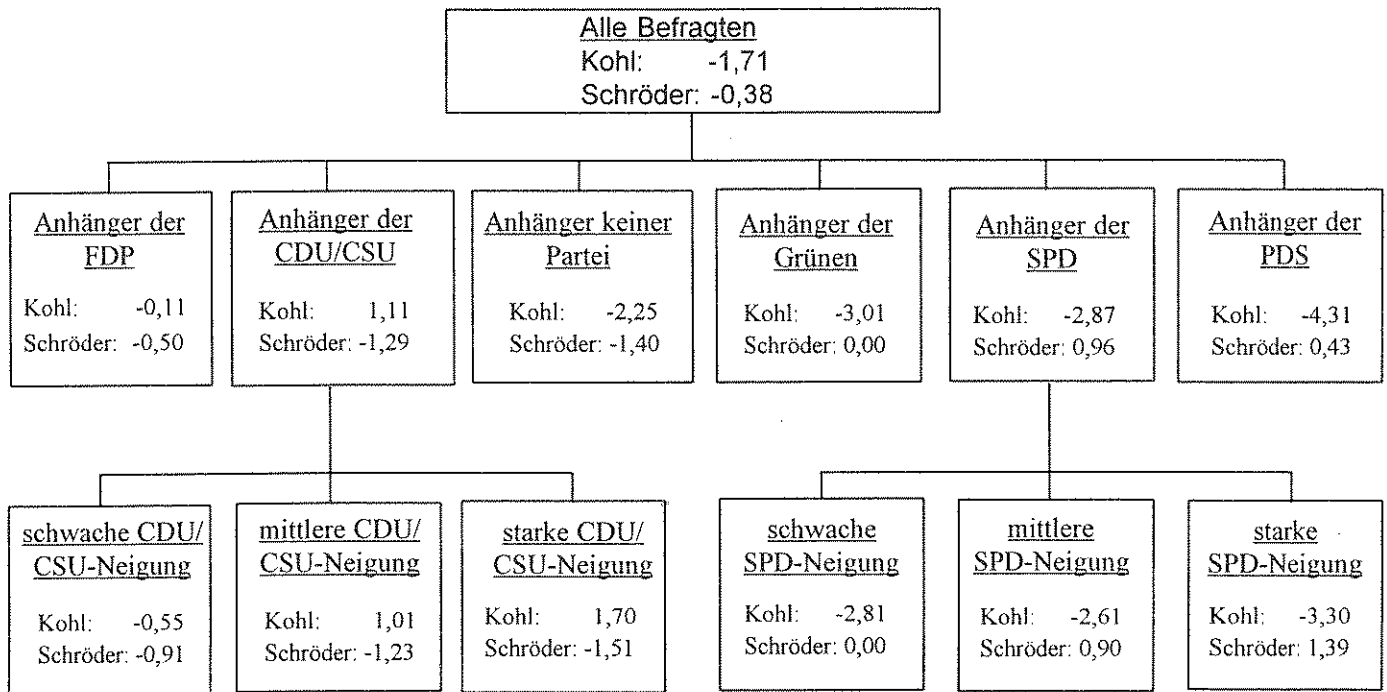 Alle Befragten
Kohl: -1,71
Schröder: -0,38
Anhänger der
FDP
Kohl: -0,11
Schröder: -0,50
Anhänger der
CDU/CSU
Kohl: 1,11
Schröder: -1,29
Anhänger keiner
Partei
Kohl: -2,25
Schröder: -1,40
Anhänger der
Grünen
Kohl: -3,01
Schröder: 0,00
Anhänger der
SPD
Kohl: -2,87
Schröder: 0,96
Anhänger der
PDS
Kohl: -4,31
Schröder: 0,43
schwache CDU/
CSU-Neigung
Kohl: -0,55
Schröder: -0,91
mittlere CDU/
CSU-Neigung
Kohl: 1,01
Schröder: -1,23
starke CDU/
CSU-Neigung
Kohl: 1,70
Schröder: -1,51
schwache
SPD-Neigung
Kohl: -2,81
Schröder: 0,00
mittlere
SPD-Neigung
Kohl: -2,61
Schröder: 0,90
starke
SPD-Neigung
Kohl: -3,30
Schröder: 1,39